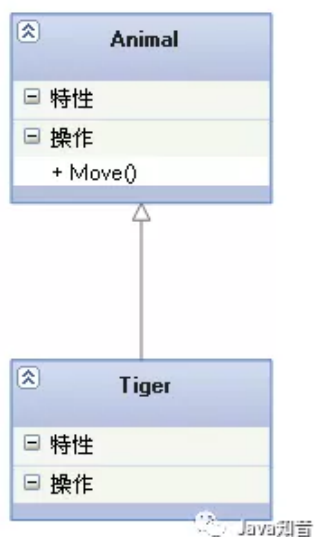 Animal
特性
操作
+ Move()
Tiger
特性
操作
Java知音